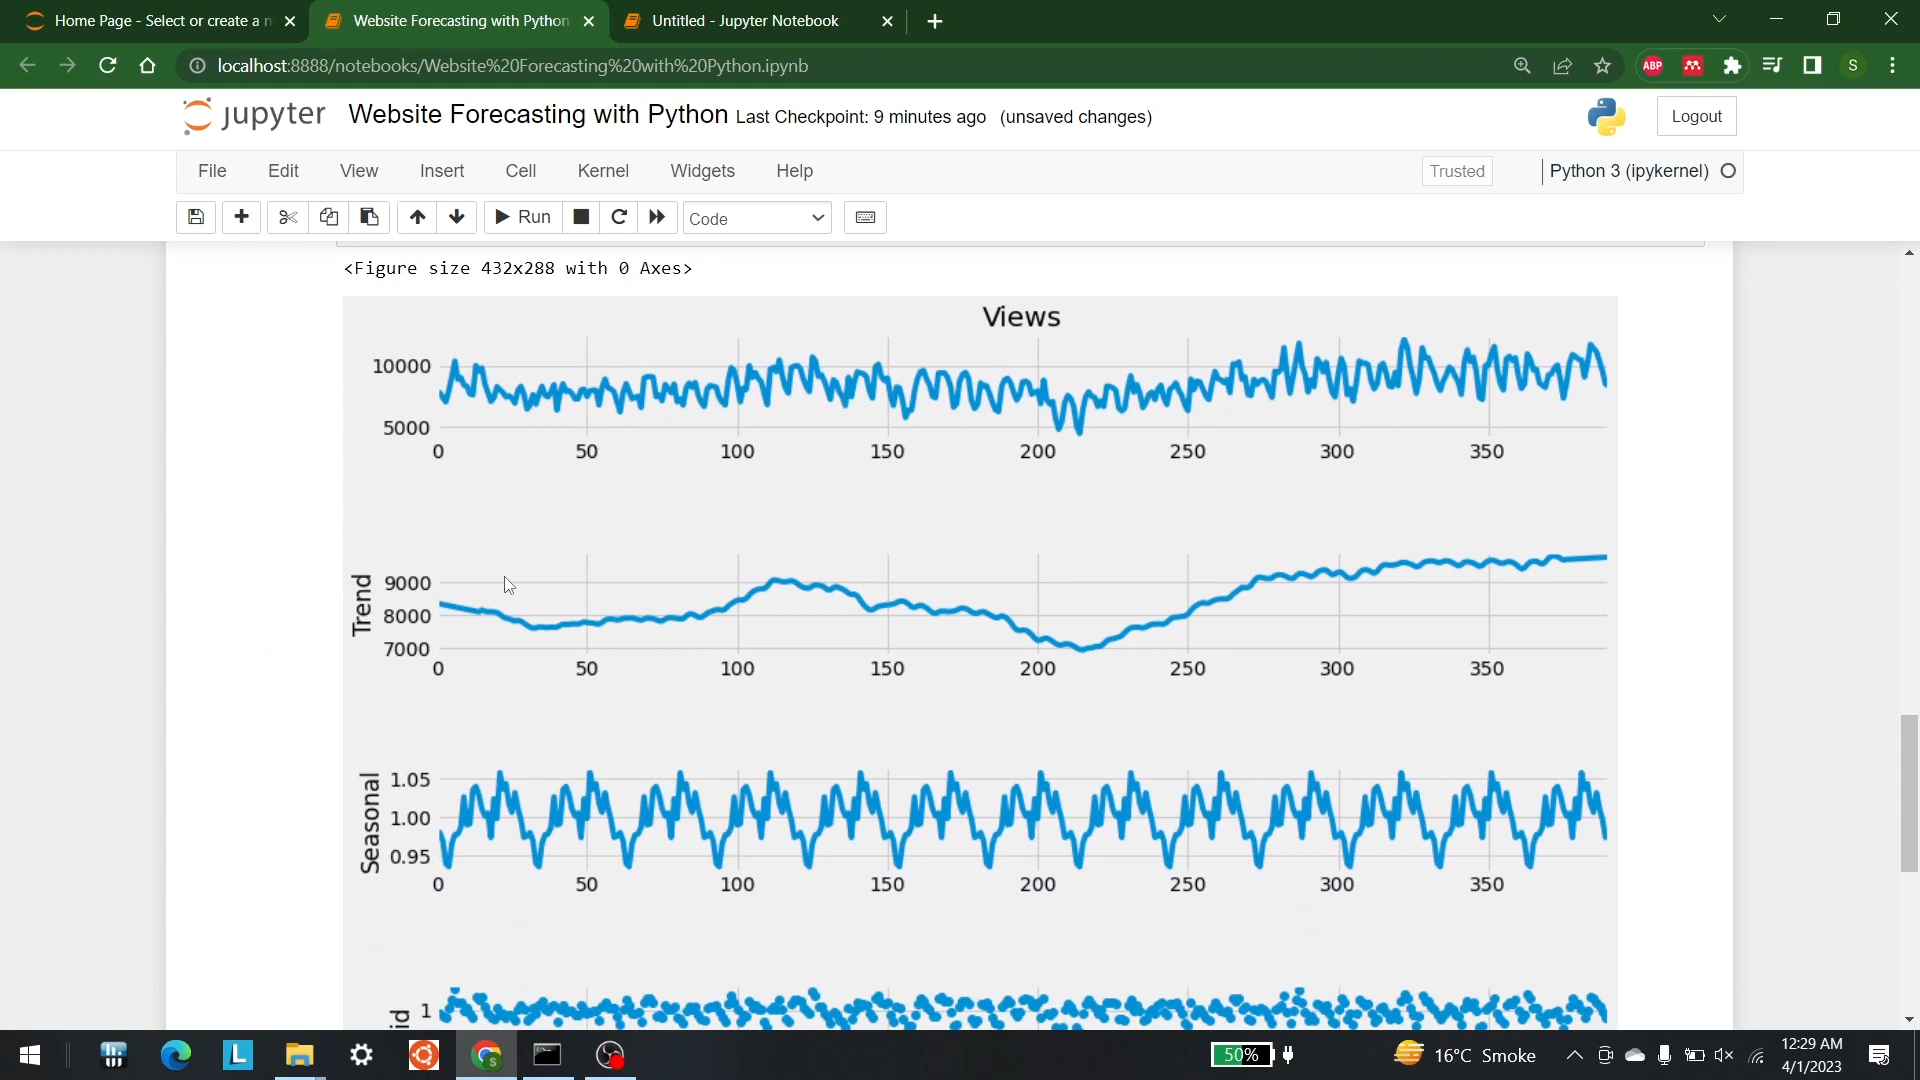 Home Page - Select or create a n
Website Forecasting with Python
Untitled - Jupyter Notebook
localhost:8888/notebooks/Website%20Forecasting%20with%20Python.ipynb
ABP
S
jupyter Website Forecasting with Python Last Checkpoint: 9 minutes ago (unsaved changes)
Logout
File Edit View Insert Cell Kernel Widgets Help
Trusted
Python 3 (ipykernel)
Run
Code
<Figure size 432x288 with 0 Axes>
Views
10000
5000
0 50 100 150 200 250 300 350
Trend
9000
8000
7000
0 50 100 150 200 250 300 350
Seasonal
1.05
1.00
0.95
0 50 100 150 200 250 300 350
id
1
L
S
50%
16°C Smoke
12:29 AM
4/1/2023